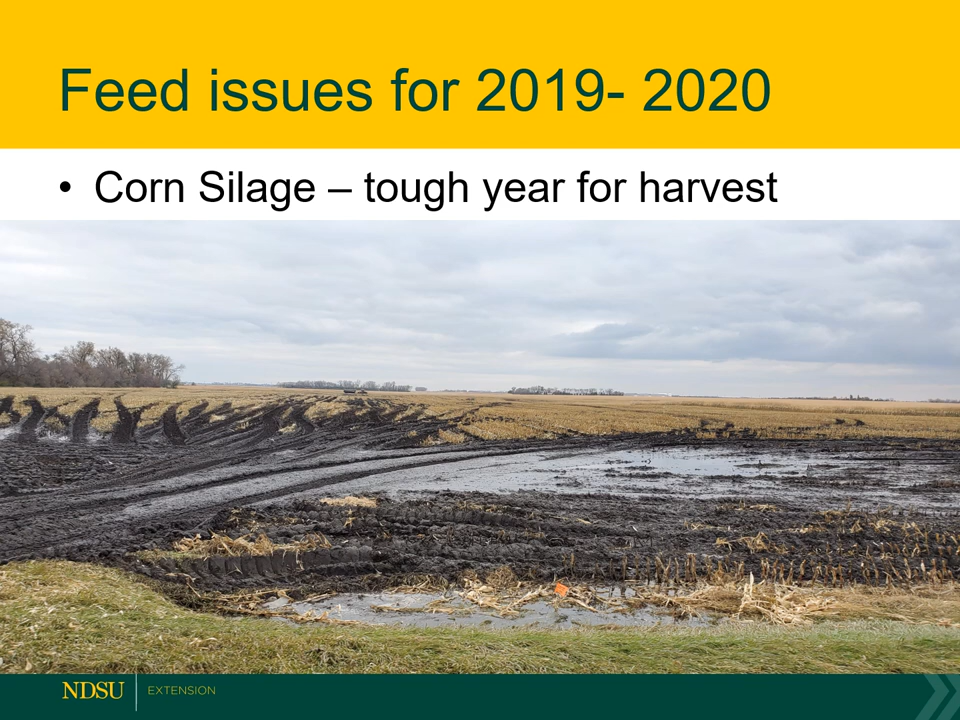 Feed issues for 2019- 2020
• Corn Silage – tough year for harvest
NDSU EXTENSION